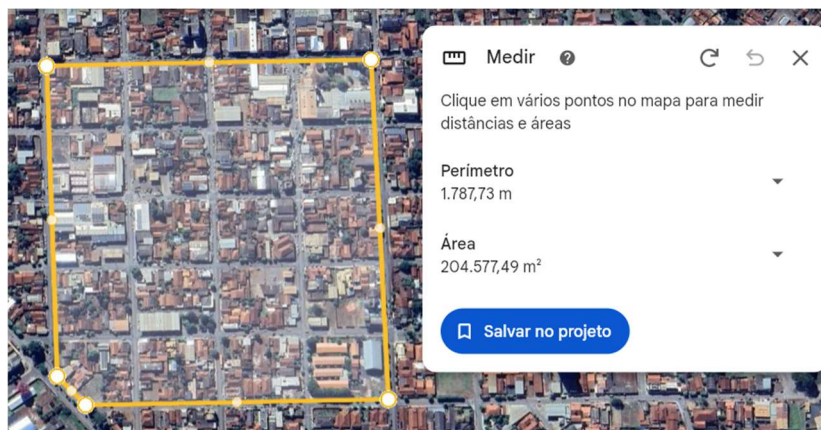 Medir
Clique em vários pontos no mapa para medir
distâncias e áreas
Perímetro
1.787,73 m
Área
204.577,49 m²
Salvar no projeto